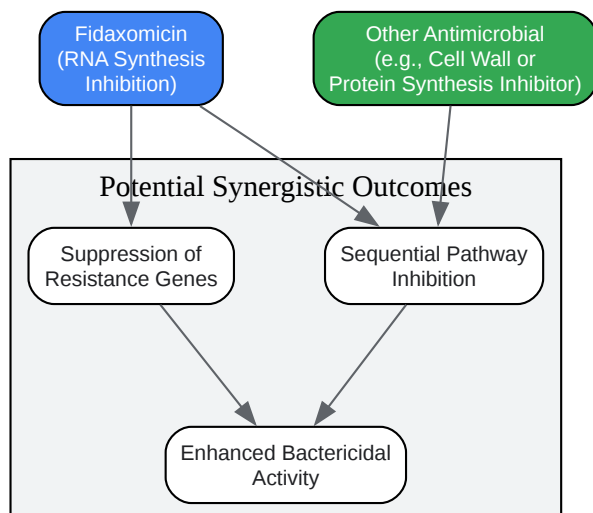 Fidaxomicin
(RNA Synthesis
Inhibition)
Other Antimicrobial
(e.g., Cell Wall or
Protein Synthesis Inhibitor)
Potential Synergistic Outcomes
Suppression of
Resistance Genes
Sequential Pathway
Inhibition
Enhanced Bactericidal
Activity